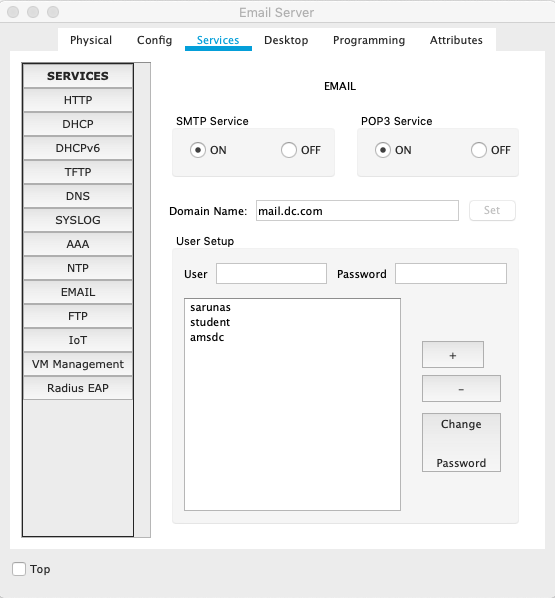 Email Server
Physical Config Services Desktop Programming Attributes
SERVICES
HTTP
DHCP
DHCPv6
TFTP
DNS
SYSLOG
AAA
NTP
EMAIL
FTP
IoT
VM Management
Radius EAP
EMAIL
SMTP Service
ON OFF
POP3 Service
ON OFF
Domain Name: mail.dc.com Set
User Setup
User Password
sarunas
student
amsdc
+
-
Change
Password
Top